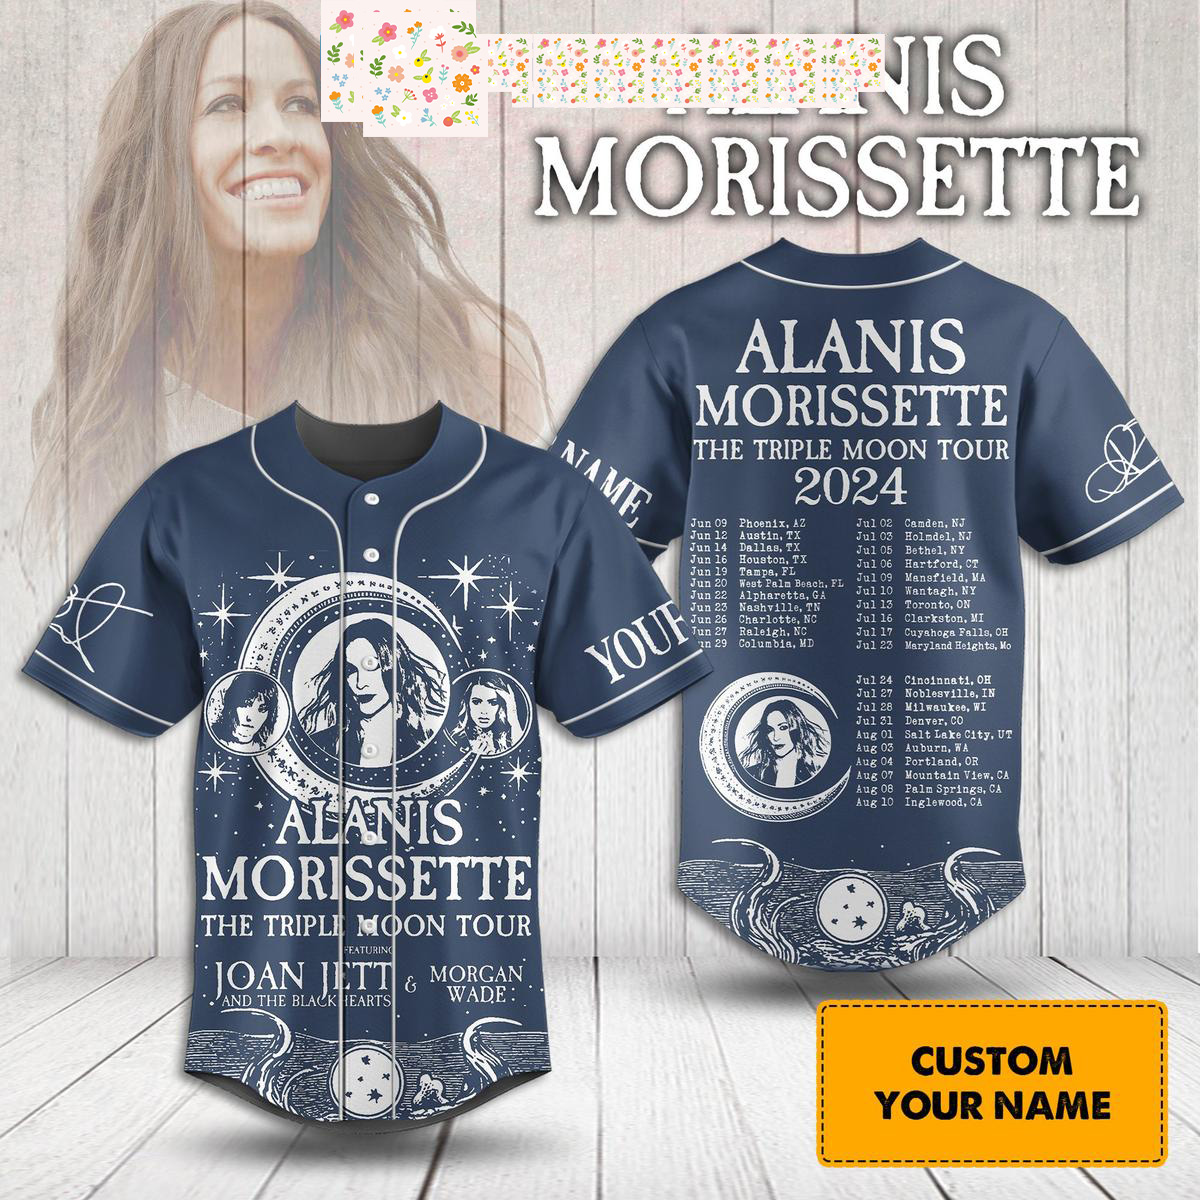 MORISSETTE
ALANIS
MORISSETTE
THE TRIPLE MOON TOUR
2024
Jun 09 Phoenix, AZ
Jun 12 Austin, TX
Jun 14 Dallas, TX
Jun 16 Houston, TX
Jun 19 Tampa, FL
Jun 20 West Palm Beach, FL
Jun 22 Alpharetta, GA
Jun 23 Nashville, TN
Jun 26 Charlotte, NC
Jun 27 Raleigh, NC
Jun 29 Columbia, MD
Jul 02 Camden, NJ
Jul 03 Holmdel, NJ
Jul 05 Bethel, NY
Jul 06 Hartford, CT
Jul 09 Mansfield, MA
Jul 10 Wantagh, NY
Jul 13 Toronto, ON
Jul 16 Clarkston, MI
Jul 17 Cuyahoga Falls, OH
Jul 23 Maryland Heights, Mo
Jul 24 Cincinnati, OH
Jul 27 Noblesville, IN
Jul 28 Milwaukee, WI
Jul 31 Denver, CO
Aug 01 Salt Lake City, UT
Aug 03 Auburn, WA
Aug 04 Portland, OR
Aug 07 Mountain View, CA
Aug 08 Palm Springs, CA
Aug 10 Inglewood, CA
NAME
YOUR
ALANIS
MORISSETTE
THE TRIPLE MOON TOUR
FEATURING
JOAN JETT & MORGAN
AND THE BLACKHEARTS WADE
CUSTOM
YOUR NAME